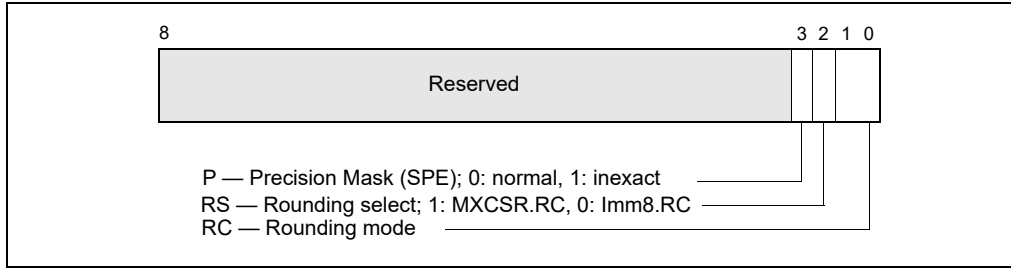 8 3 2 1 0
Reserved
P — Precision Mask (SPE); 0: normal, 1: inexact
RS — Rounding select; 1: MXCSR.RC, 0: Imm8.RC
RC — Rounding mode